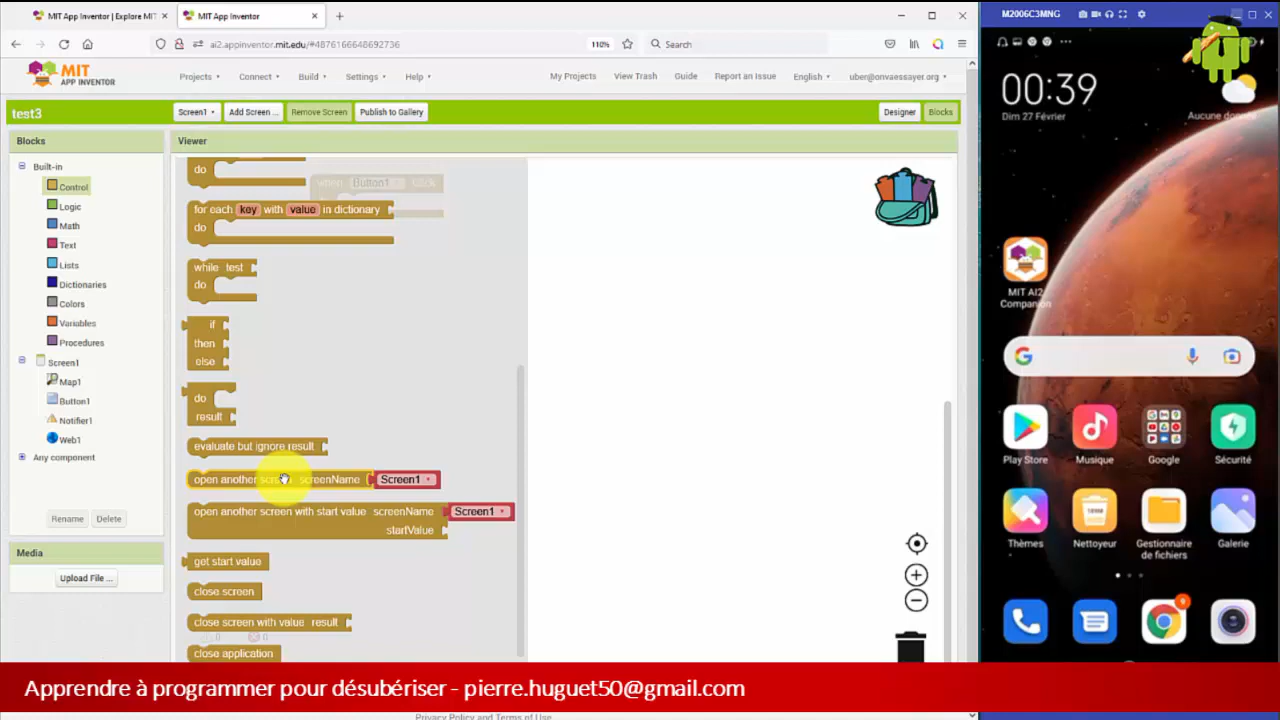 MIT App Inventor | Explore MIT
MIT App Inventor
M2006C3MNG
ai2.appinventor.mit.edu/#4876166648692736
110%
Search
MIT
APP INVENTOR
Projects
Connect
Build
Settings
Help
My Projects
View Trash
Guide
Report an Issue
English
uber@onvaessayer.org
test3
Screen1
Add Screen ...
Remove Screen
Publish to Gallery
Designer
Blocks
Blocks
Viewer
Built-in
Control
Logic
Math
Text
Lists
Dictionaries
Colors
Variables
Procedures
Screen1
Map1
Button1
Notifier1
Web1
Any component
Rename
Delete
Media
Upload File ...
do
when Button1 Click
for each key with value in dictionary
do
while test
do
if
then
else
do
result
evaluate but ignore result
open another screen screenName Screen1
open another screen with start value screenName Screen1
startValue
get start value
close screen
close screen with value result
0 0
close application
00:39
Dim 27 Février
Aucune donné
MIT AI2
Companion
Play Store
Musique
Google
Sécurité
Thèmes
Nettoyeur
Gestionnaire
de fichiers
Galerie
9
Apprendre à programmer pour désubériser - pierre.huguet50@gmail.com
Privacy Policy and Terms of Use